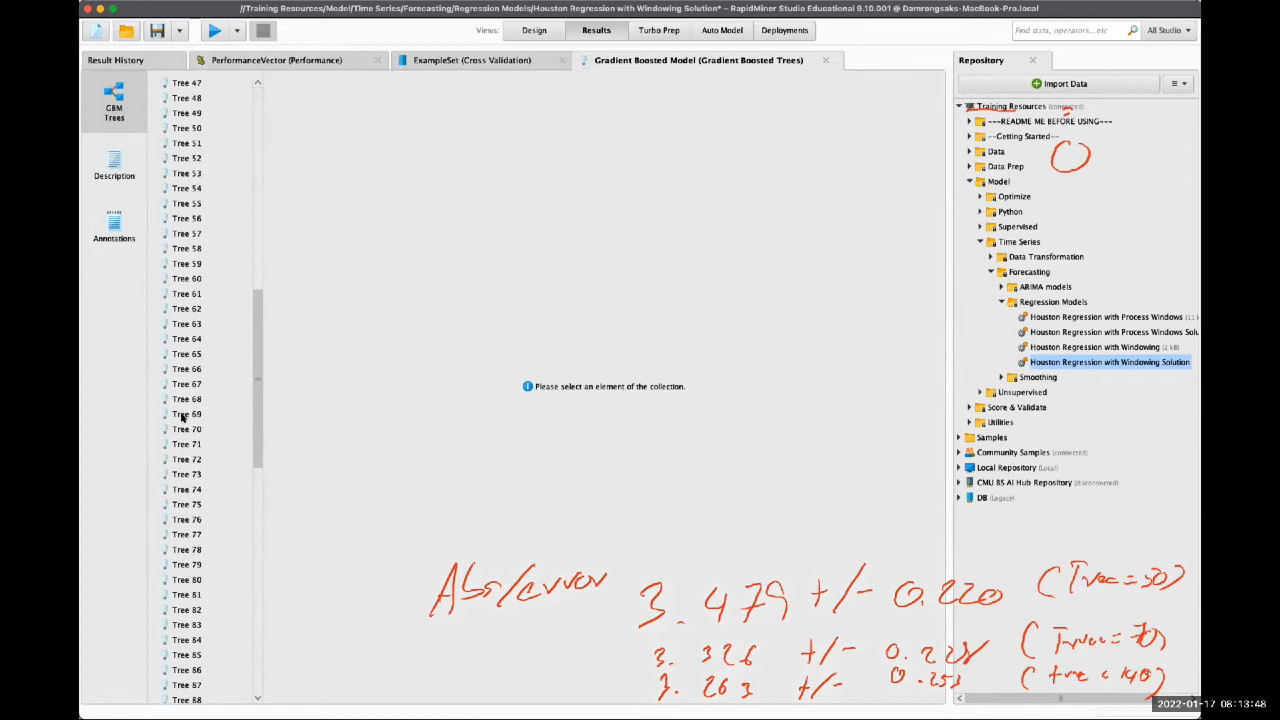 //Training Resources/Model/Time Series/Forecasting/Regression Models/Houston Regression with Windowing Solution* – RapidMiner Studio Educational 9.10.001 @ Damrongsaks-MacBook-Pro.local
Views: Design Results Turbo Prep Auto Model Deployments
Find data, operators...etc All Studio
Result History
PerformanceVector (Performance)
ExampleSet (Cross Validation)
Gradient Boosted Model (Gradient Boosted Trees)
GBM
Trees
Description
Annotations
Tree 47
Tree 48
Tree 49
Tree 50
Tree 51
Tree 52
Tree 53
Tree 54
Tree 55
Tree 56
Tree 57
Tree 58
Tree 59
Tree 60
Tree 61
Tree 62
Tree 63
Tree 64
Tree 65
Tree 66
Tree 67
Tree 68
Tree 69
Tree 70
Tree 71
Tree 72
Tree 73
Tree 74
Tree 75
Tree 76
Tree 77
Tree 78
Tree 79
Tree 80
Tree 81
Tree 82
Tree 83
Tree 84
Tree 85
Tree 86
Tree 87
Tree 88
Please select an element of the collection.
Abs/error 3.479 +/- 0.220 (Tree=50)
3.326 +/- (Tree=70)
3.263 +/- 0.253
Repository
Import Data
Training Resources (connected)
---README ME BEFORE USING---
--Getting Started--
Data
Data Prep
Model
Optimize
Python
Supervised
Time Series
Data Transformation
Forecasting
ARIMA models
Regression Models
Houston Regression with Process Windows (11 k
Houston Regression with Process Windows Solu
Houston Regression with Windowing (2 kB)
Houston Regression with Windowing Solution
Smoothing
Unsupervised
Score & Validate
Utilities
Samples
Community Samples (connected)
Local Repository (Local)
CMU BS AI Hub Repository (disconnected)
DB (Legacy)
2022-01-17 08:13:48